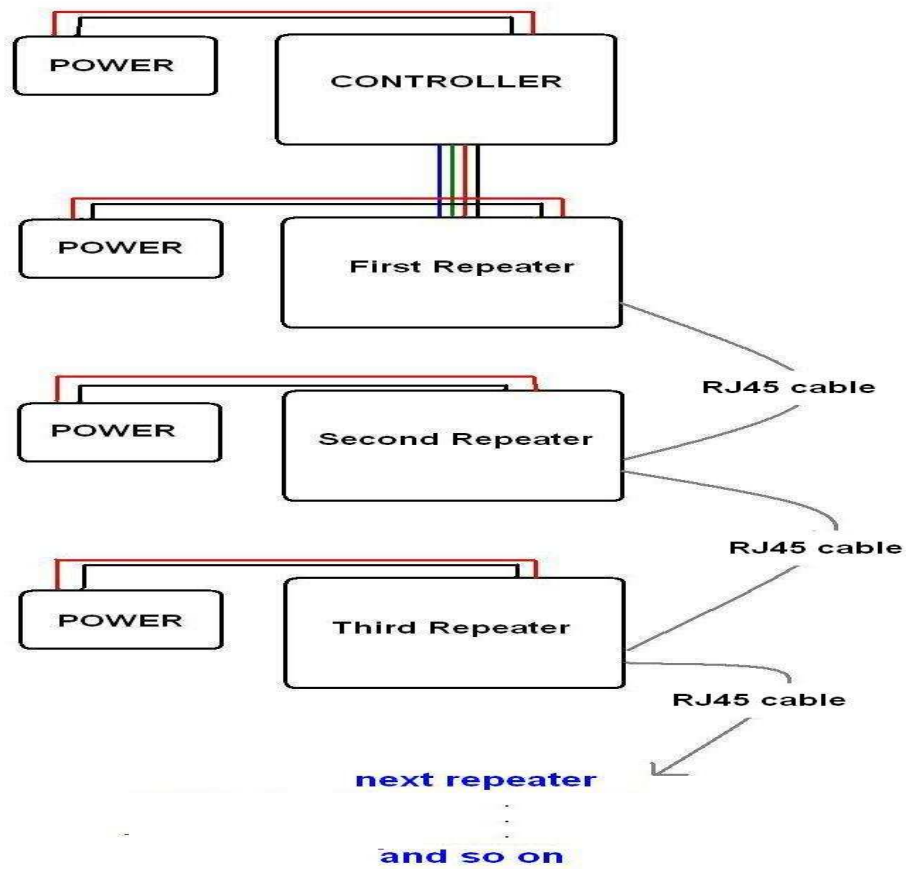 POWER
CONTROLLER
POWER
First Repeater
RJ45 cable
POWER
Second Repeater
RJ45 cable
POWER
Third Repeater
RJ45 cable
next repeater
and so on